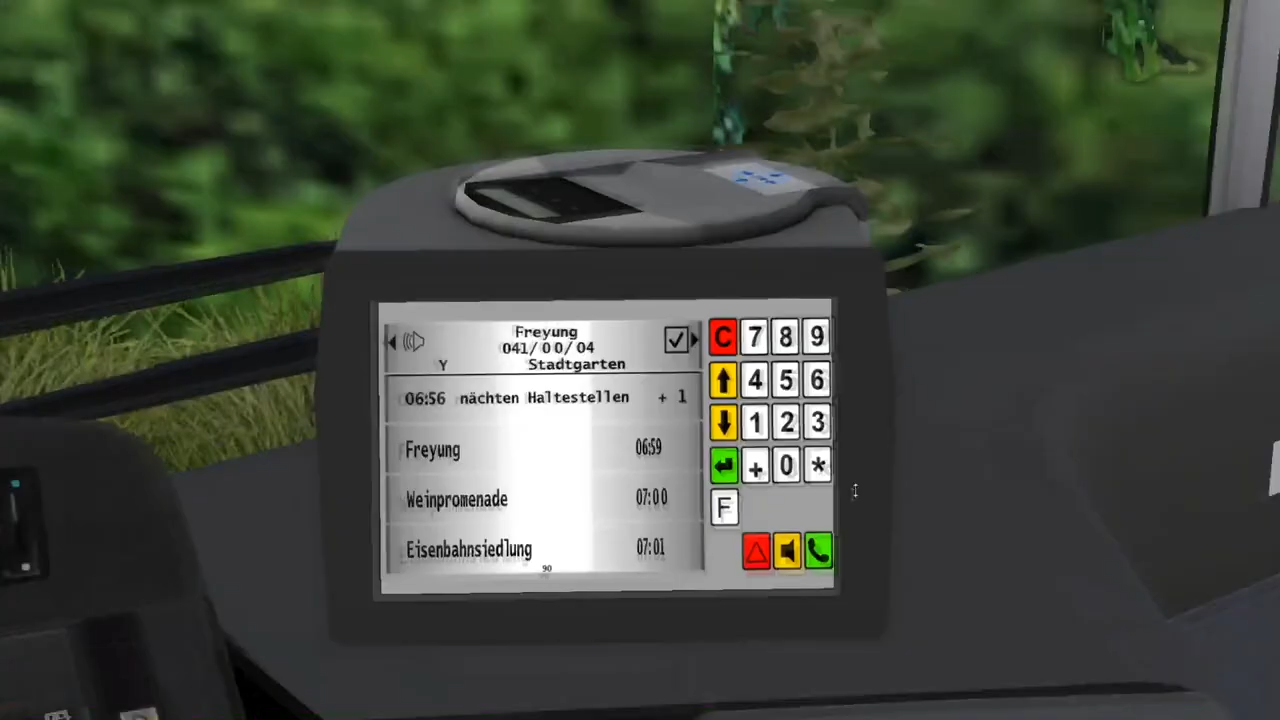 Freyung
041/00/04
Y Stadtgarten
06:56 nächten Haltestellen + 1
Freyung 06:59
Weinpromenade 07:00
Eisenbahnsiedlung 07:01
90
C 7 8 9
4 5 6
1 2 3
+ 0 *
F